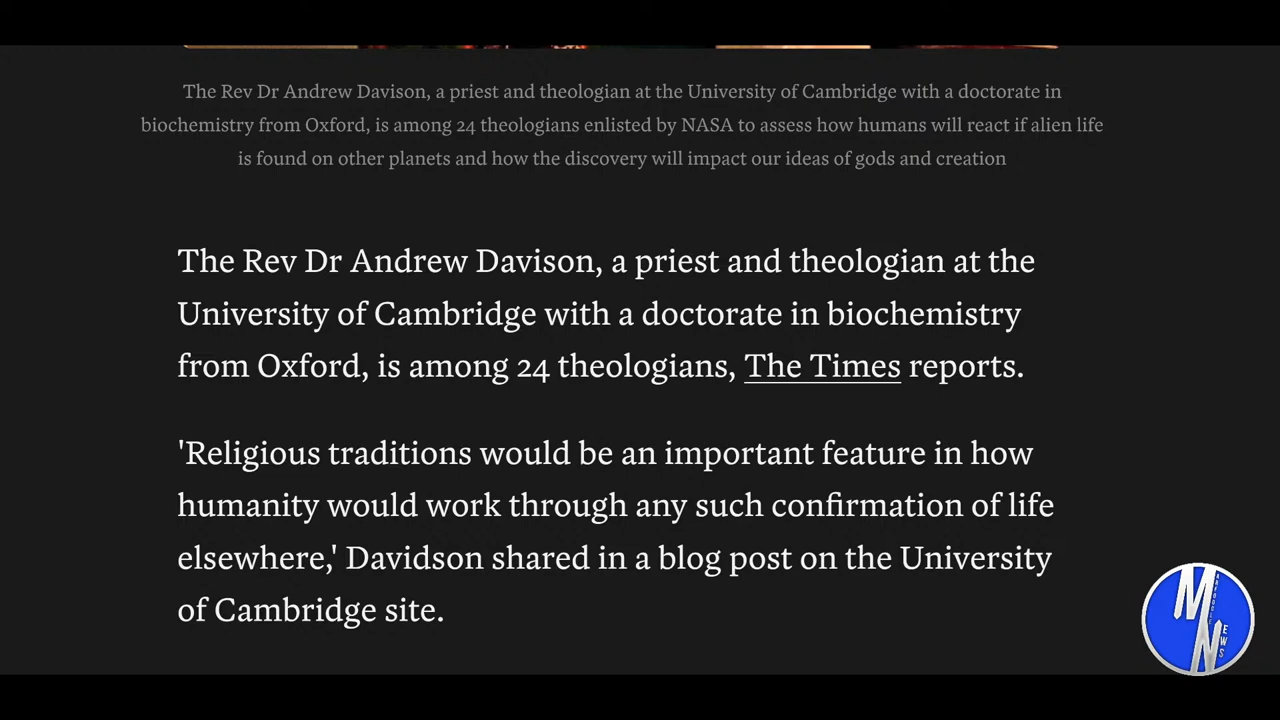 The Rev Dr Andrew Davison, a priest and theologian at the University of Cambridge with a doctorate in
biochemistry from Oxford, is among 24 theologians enlisted by NASA to assess how humans will react if alien life
is found on other planets and how the discovery will impact our ideas of gods and creation
The Rev Dr Andrew Davison, a priest and theologian at the
University of Cambridge with a doctorate in biochemistry
from Oxford, is among 24 theologians, The Times reports.
'Religious traditions would be an important feature in how
humanity would work through any such confirmation of life
elsewhere,' Davidson shared in a blog post on the University
of Cambridge site.
M
N
EWS